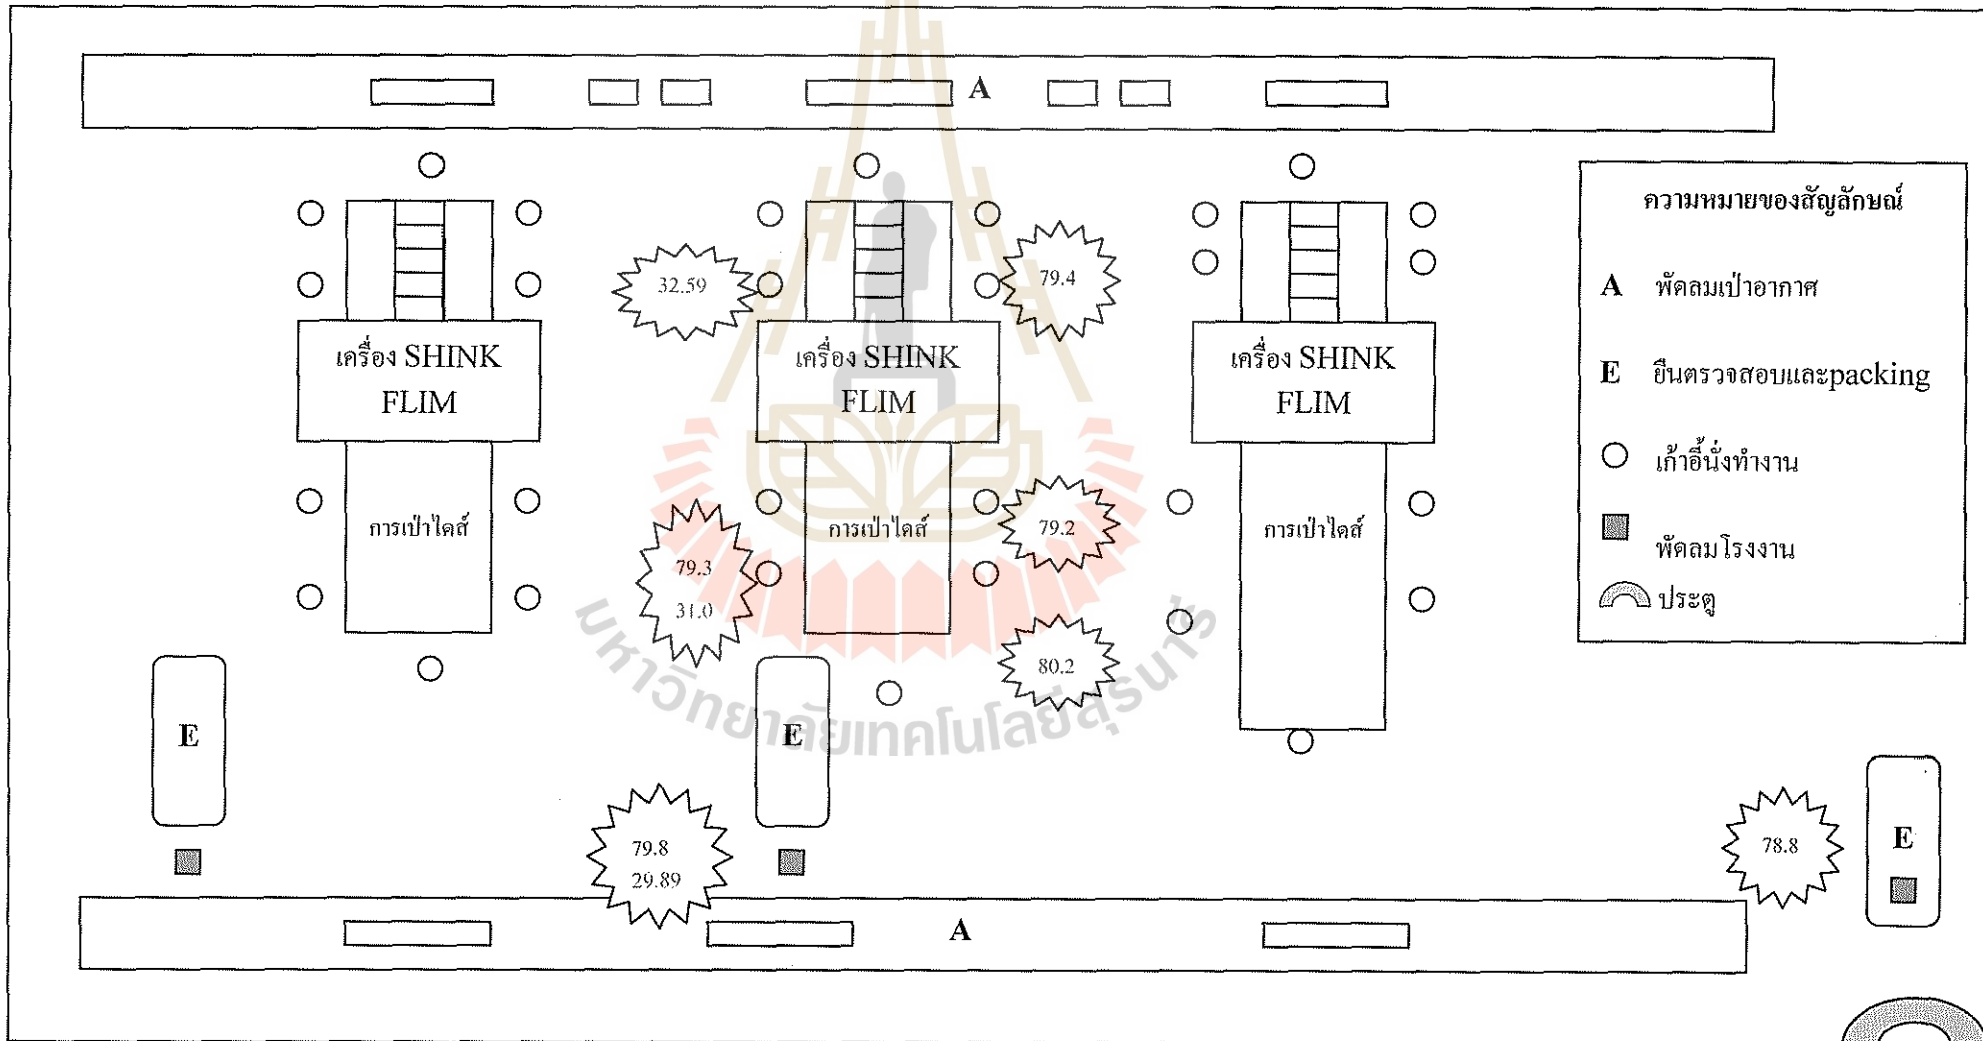 A
ความหมายของสัญลักษณ์
A พัดลมเป่าอากาศ
E ยืนตรวจสอบและpacking
เก้าอี้นั่งทำงาน
พัดลมโรงงาน
ประตู
32.59
79.4
เครื่อง SHINK
FLIM
เครื่อง SHINK
FLIM
เครื่อง SHINK
FLIM
การเป่าไดส์
การเป่าไดส์
การเป่าไดส์
79.2
79.3
31.0
80.2
มหาวิทยาลัยเทคโนโลยีสุรนารี
E
E
E
79.8
29.89
78.8
A